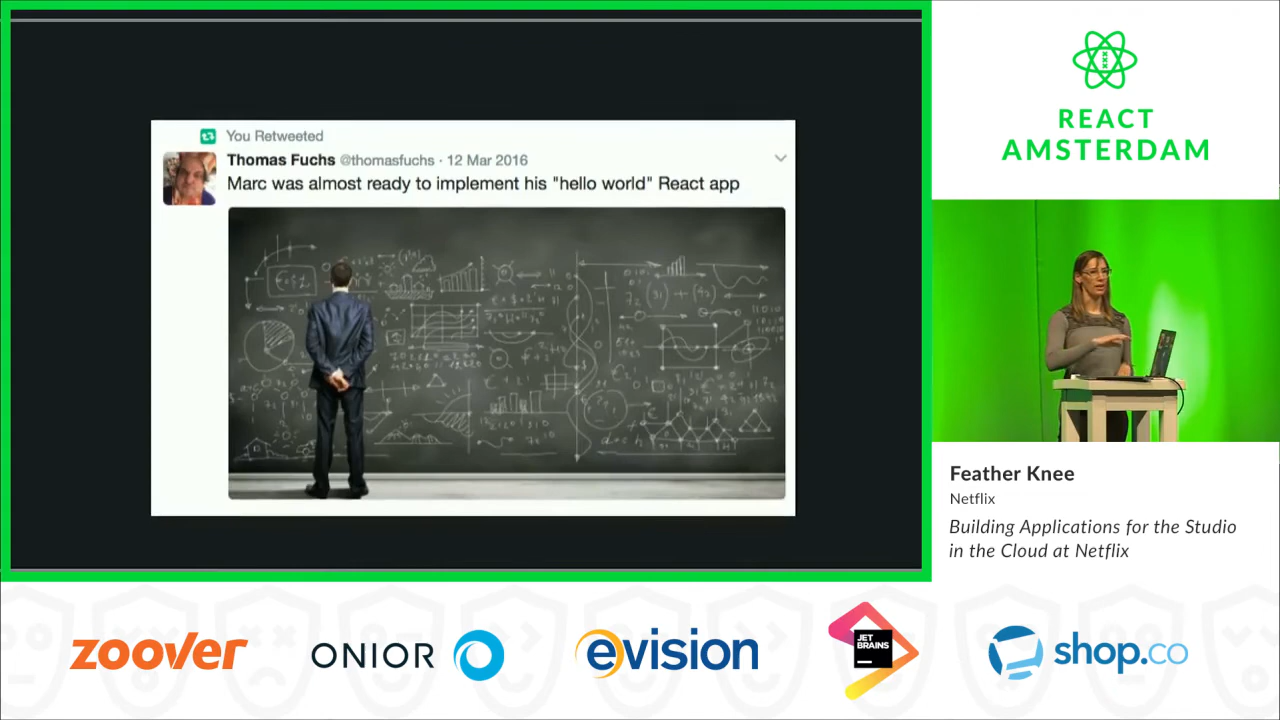 You Retweeted
Thomas Fuchs @thomasfuchs · 12 Mar 2016
Marc was almost ready to implement his "hello world" React app
REACT
AMSTERDAM
Feather Knee
Netflix
Building Applications for the Studio
in the Cloud at Netflix
zoover
ONIOR
evision
JET
BRAINS
shop.co